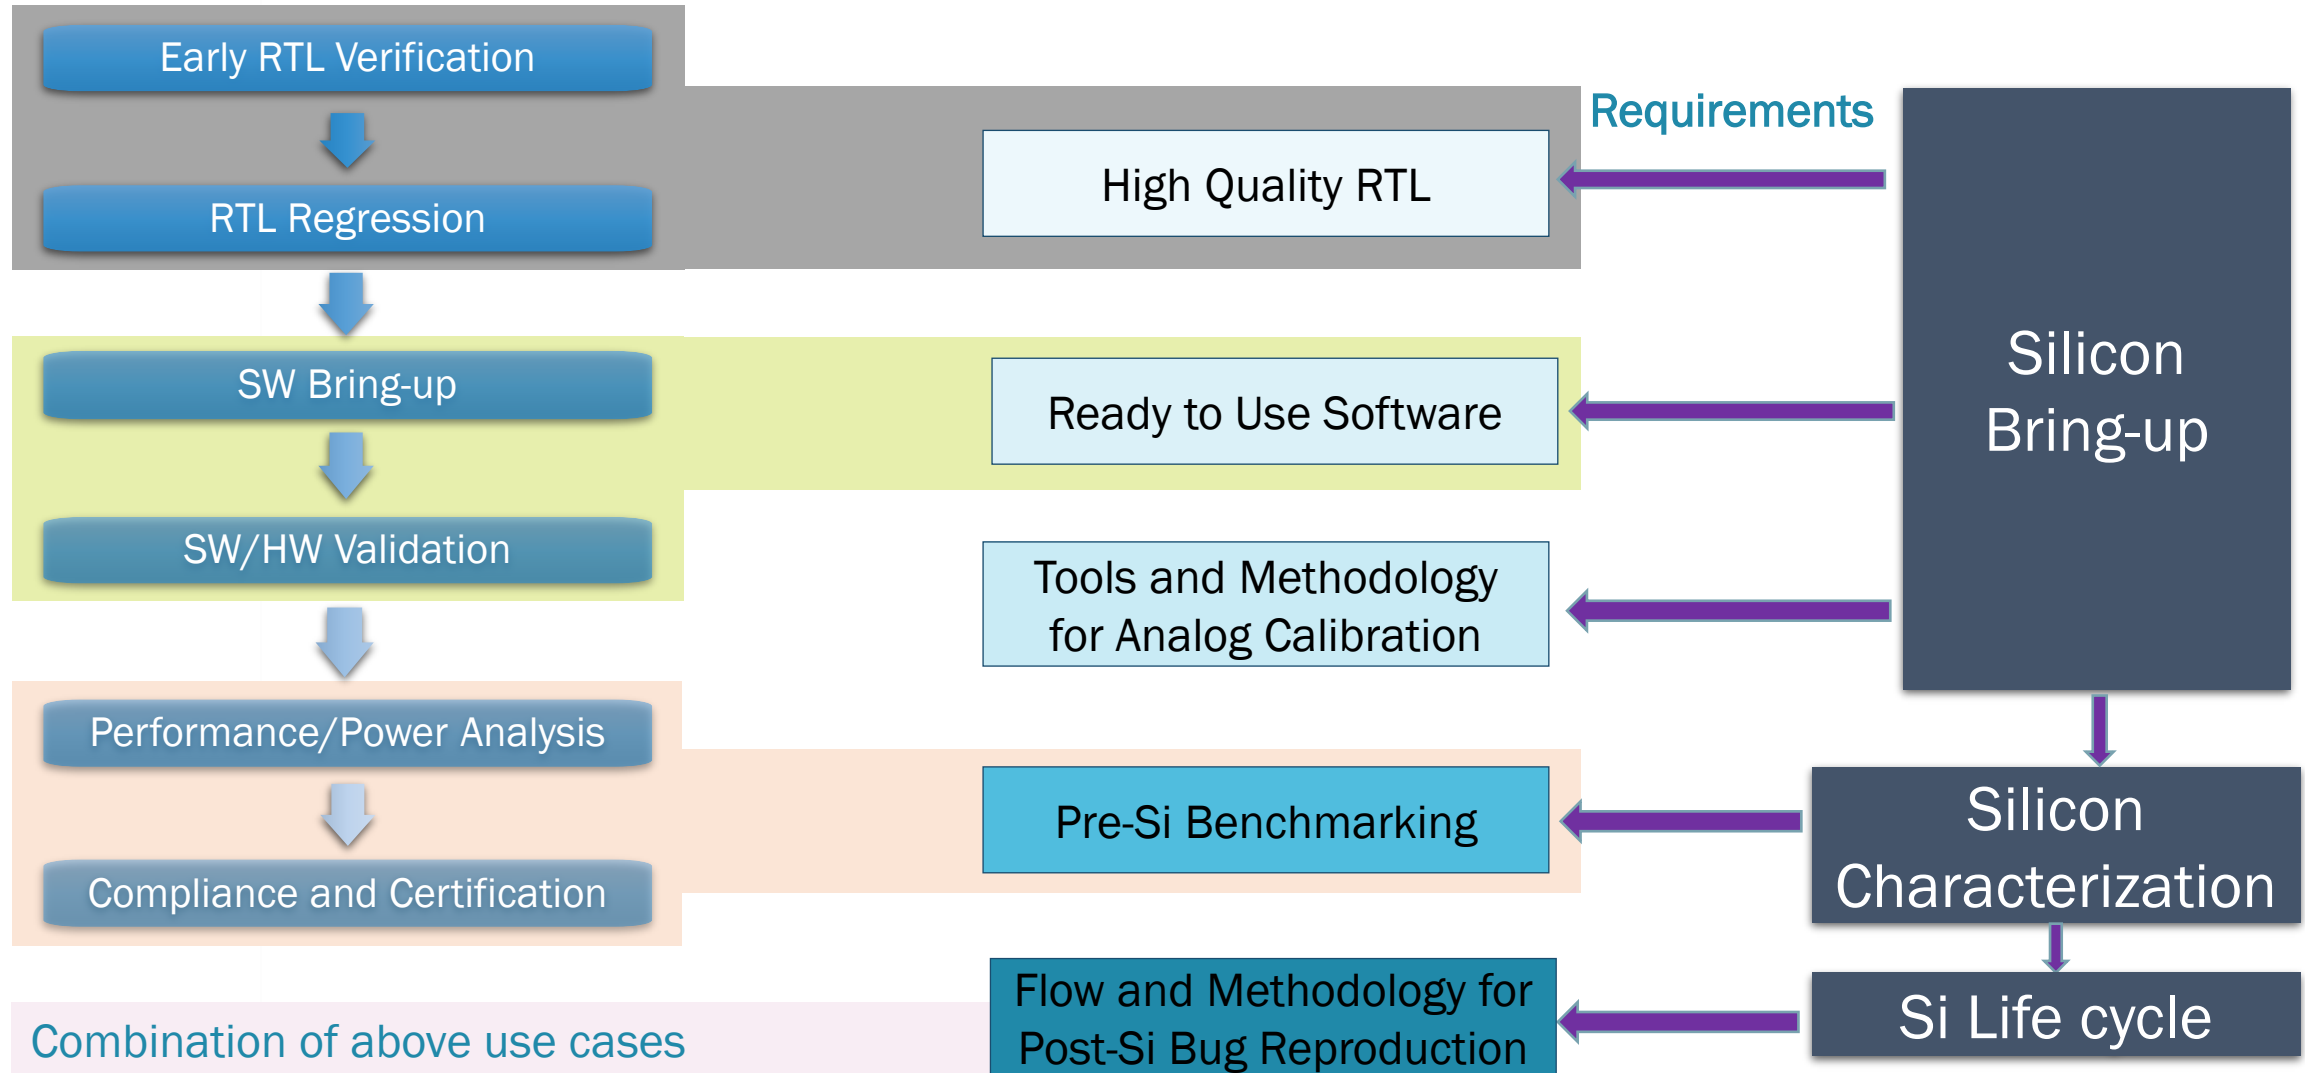 Early RTL Verification
RTL Regression
SW Bring-up
SW/HW Validation
Performance/Power Analysis
Compliance and Certification
Combination of above use cases
High Quality RTL
Ready to Use Software
Tools and Methodology
for Analog Calibration
Pre-Si Benchmarking
Flow and Methodology for
Post-Si Bug Reproduction
Requirements
Silicon
Bring-up
Silicon
Characterization
Si Life cycle